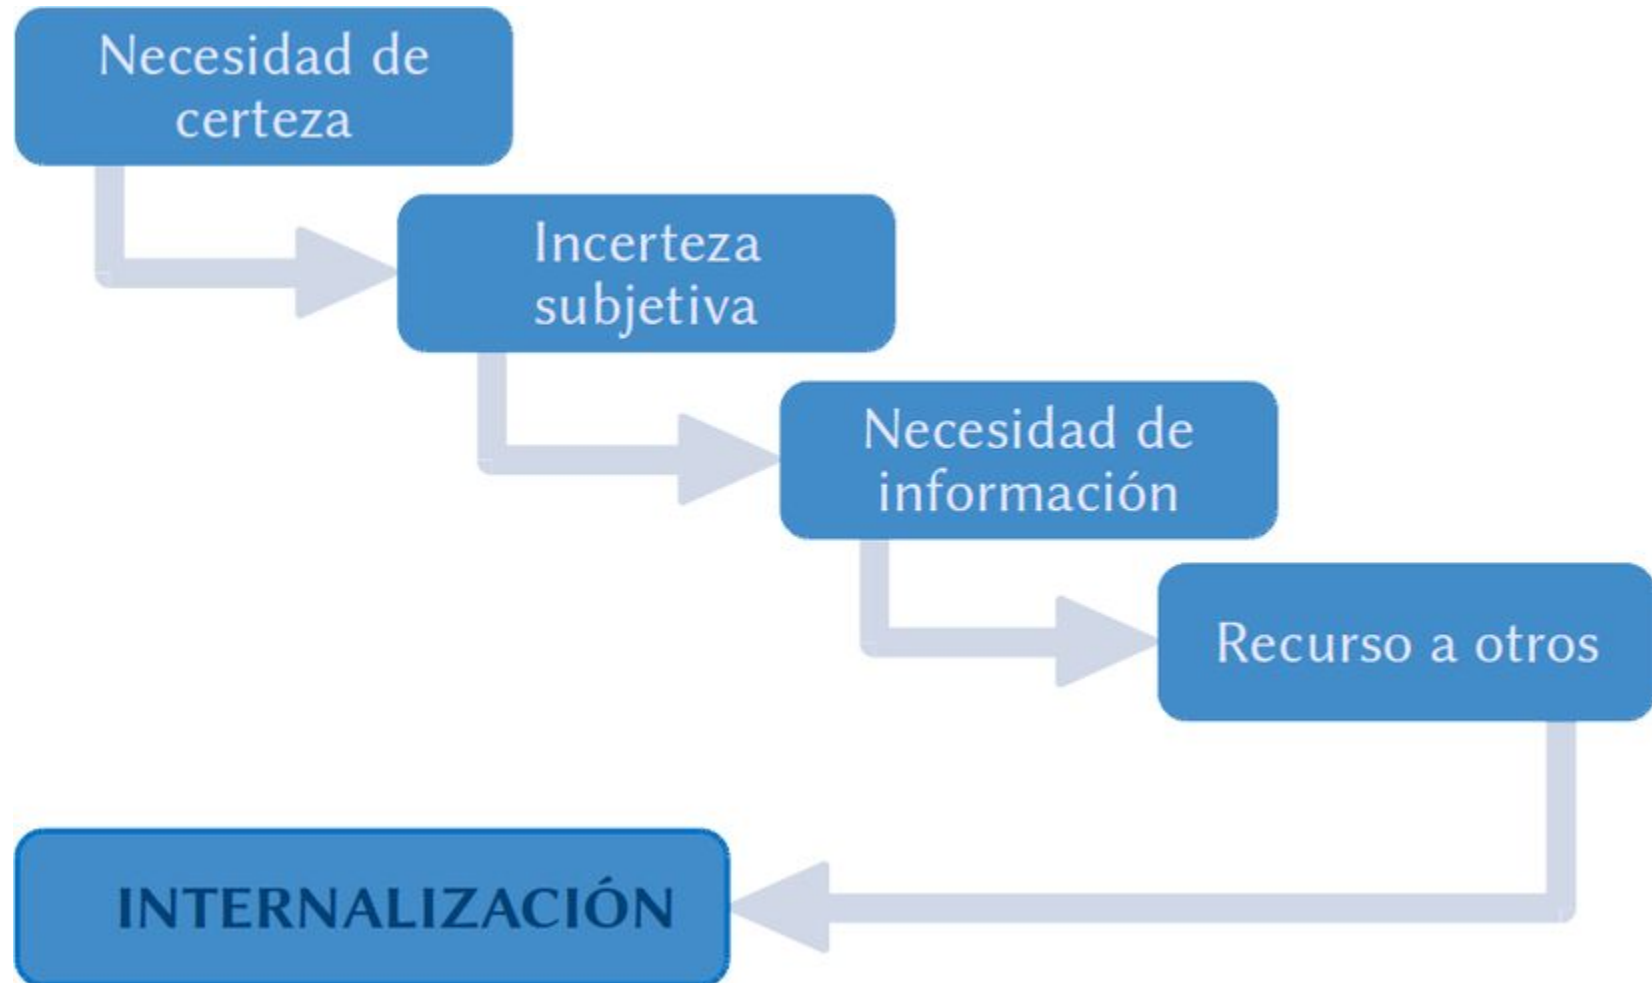 Necesidad de
certeza
Incerteza
subjetiva
Necesidad de
información
Recurso a otros
INTERNALIZACIÓN